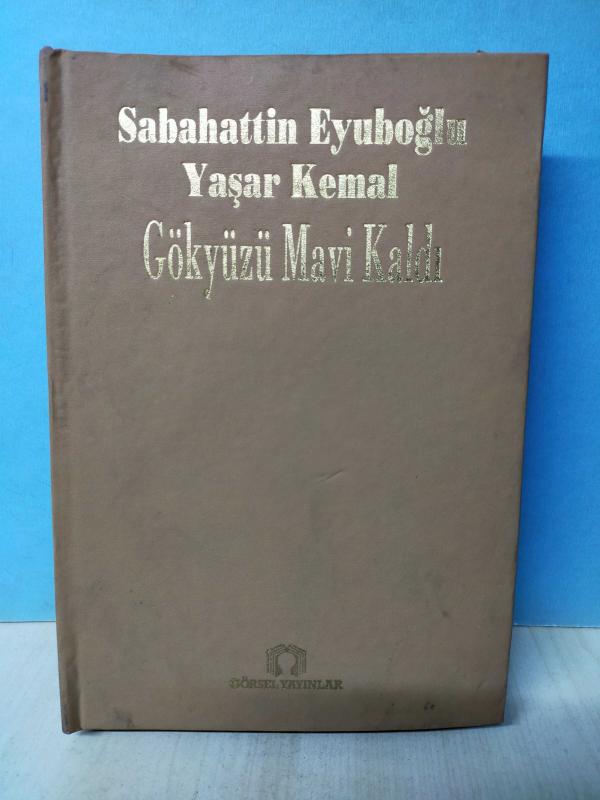 Sabahattin Eyuboğlu
Yaşar Kemal
Gökyüzü Mavi Kaldı
GÖRSEL YAYINLAR